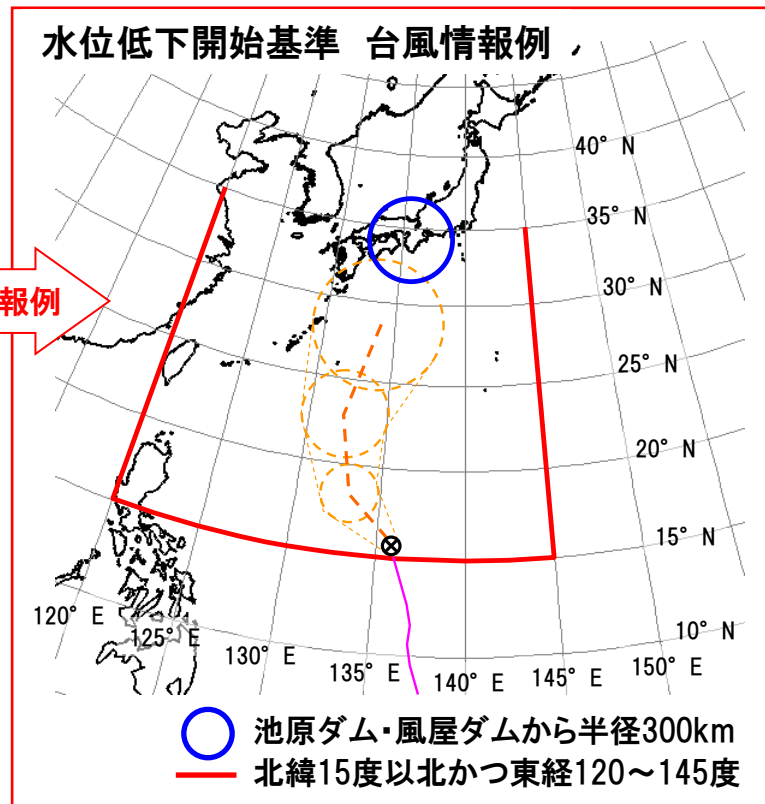 水位低下開始基準 台風情報例
報例
40° N
35° N
30° N
25° N
20° N
15° N
10° N
120° E
125° E
130° E
135° E
140° E
145° E
150° E
池原ダム・風屋ダムから半径300km
北緯15度以北かつ東経120～145度